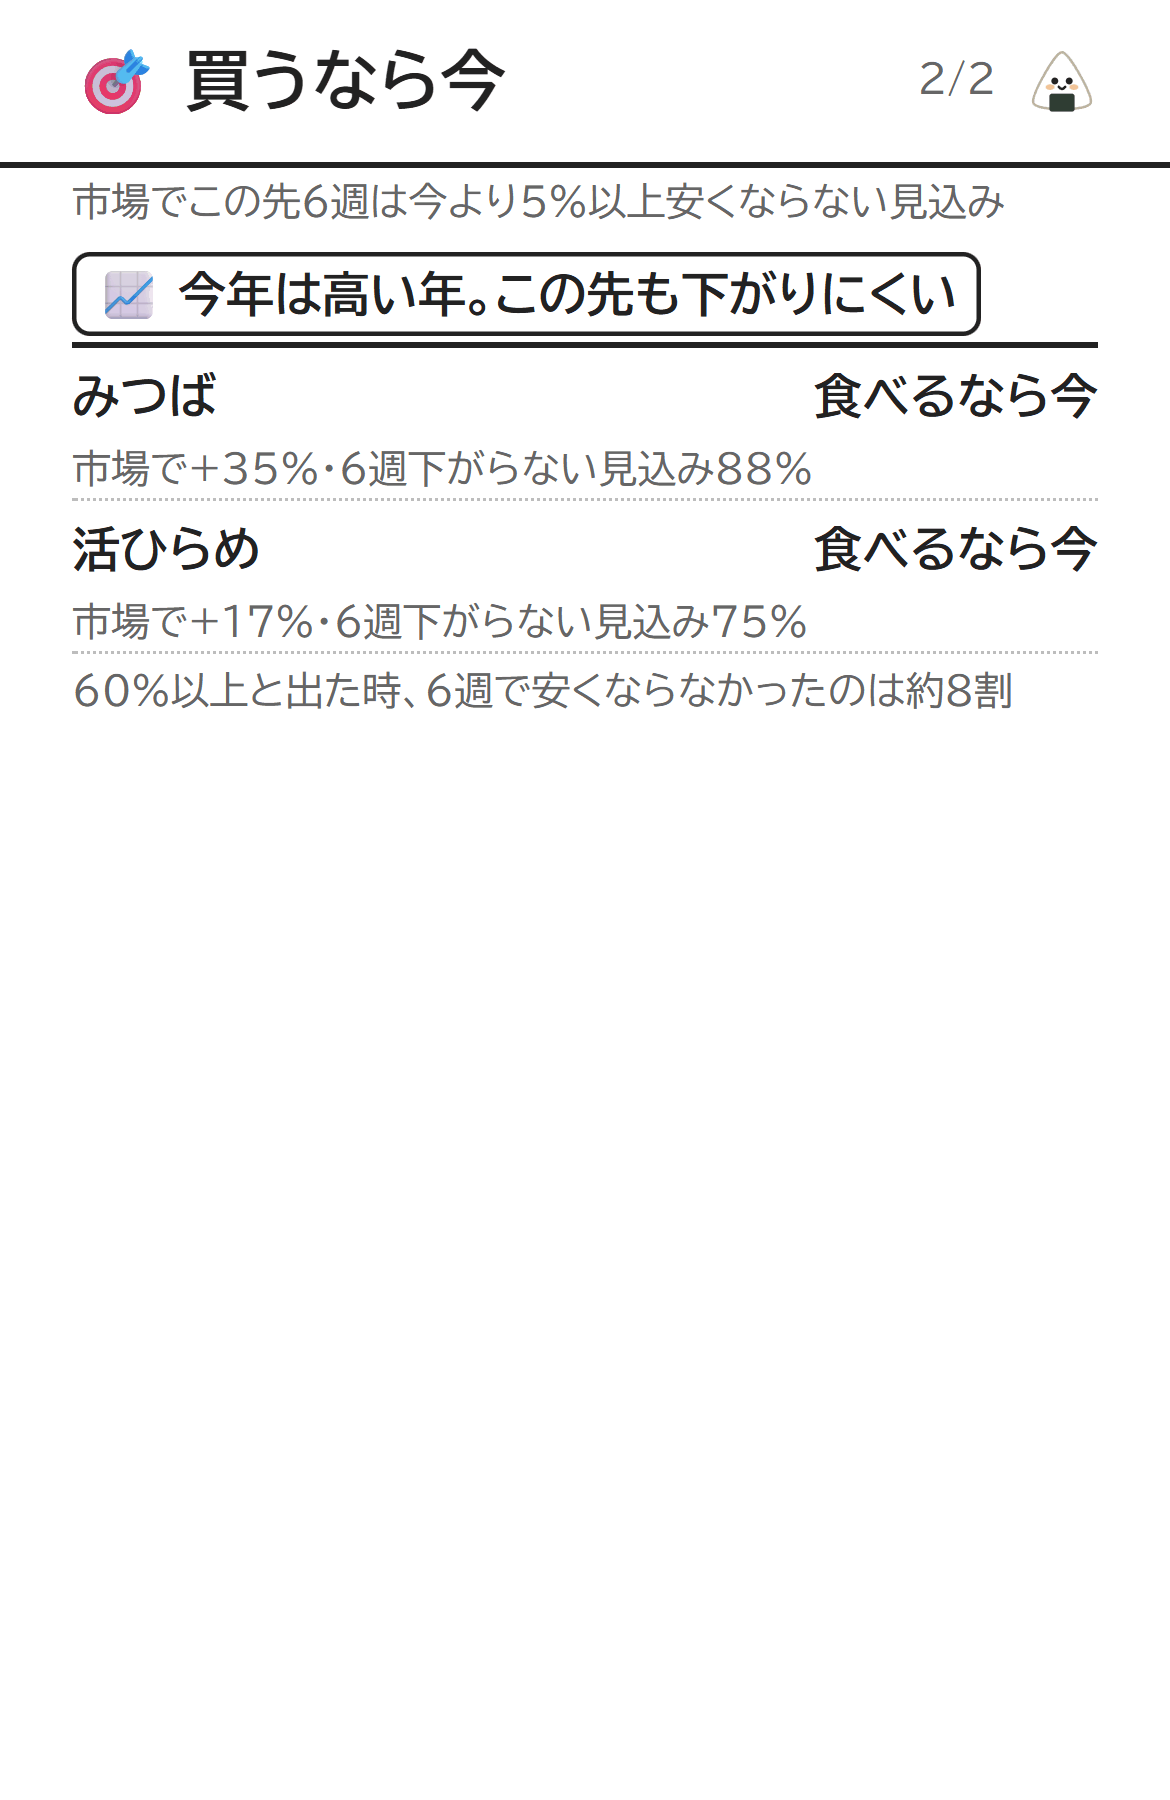 買うなら今
2/2
市場でこの先6週は今より5%以上安くならない見込み
今年は高い年。この先も下がりにくい
みつば 食べるなら今
市場で+35%・6週下がらない見込み88%
活ひらめ 食べるなら今
市場で+17%・6週下がらない見込み75%
60%以上と出た時、6週で安くならなかったのは約8割